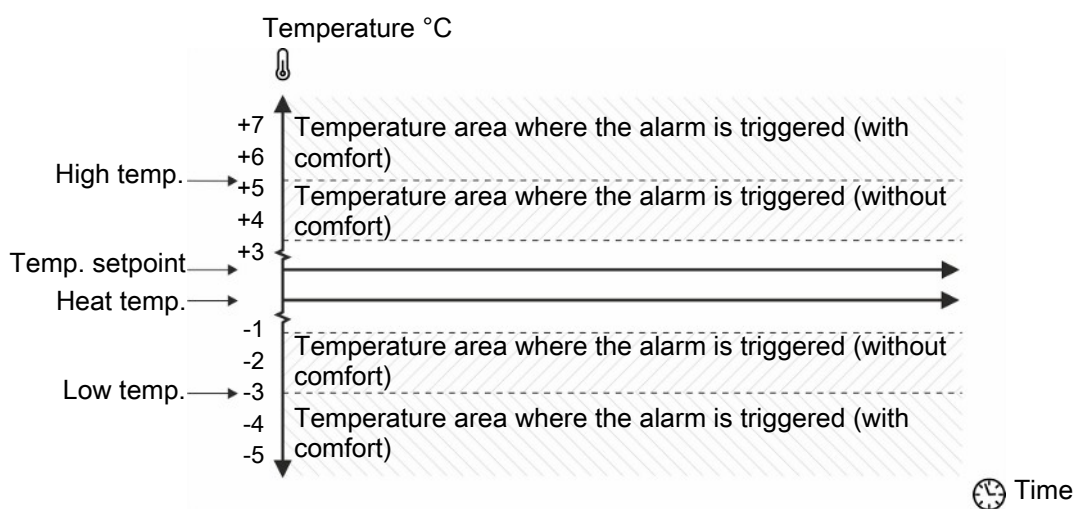 Temperature °C
+7
Temperature area where the alarm is triggered (with
+6
comfort)
High temp.
+5
Temperature area where the alarm is triggered (without
+4
comfort)
+3
Temp. setpoint
Heat temp.
-1
Temperature area where the alarm is triggered (without
-2
comfort)
Low temp.
-3
-4
Temperature area where the alarm is triggered (with
-5
comfort)
Time